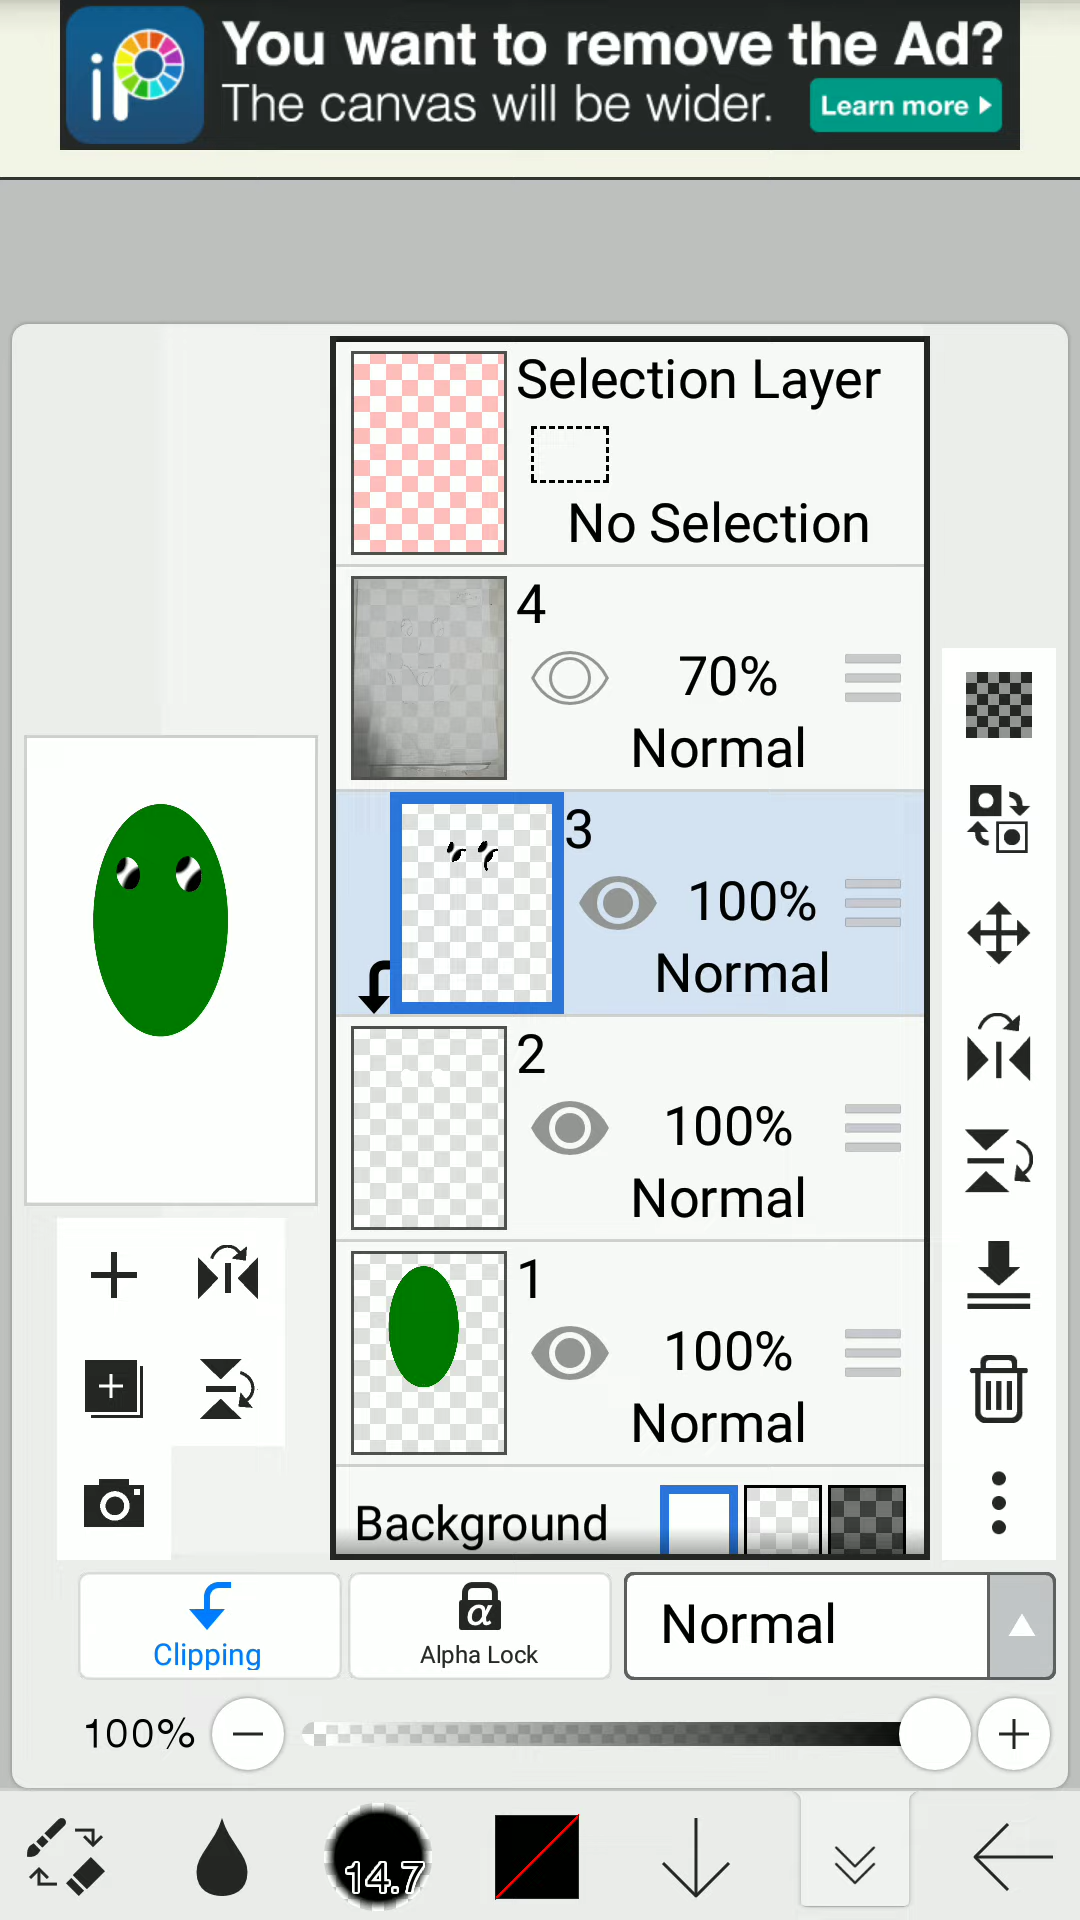 You want to remove the Ad?
The canvas will be wider.
Learn more
iP
Selection Layer
No Selection
4
70%
Normal
3
100%
Normal
2
100%
Normal
1
100%
Normal
Background
Clipping
α
Alpha Lock
Normal
100%
14.7